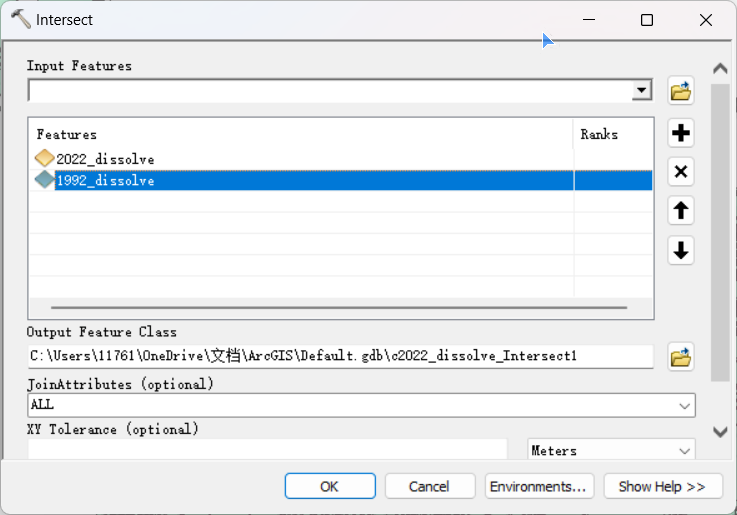 Intersect
Input Features
Features Ranks
2022_dissolve
1992_dissolve
Output Feature Class
C:\Users\11761\OneDrive\文档\ArcGIS\Default.gdb\c2022_dissolve_Intersect1
JoinAttributes (optional)
ALL
XY Tolerance (optional)
Meters
OK Cancel Environments... Show Help >>